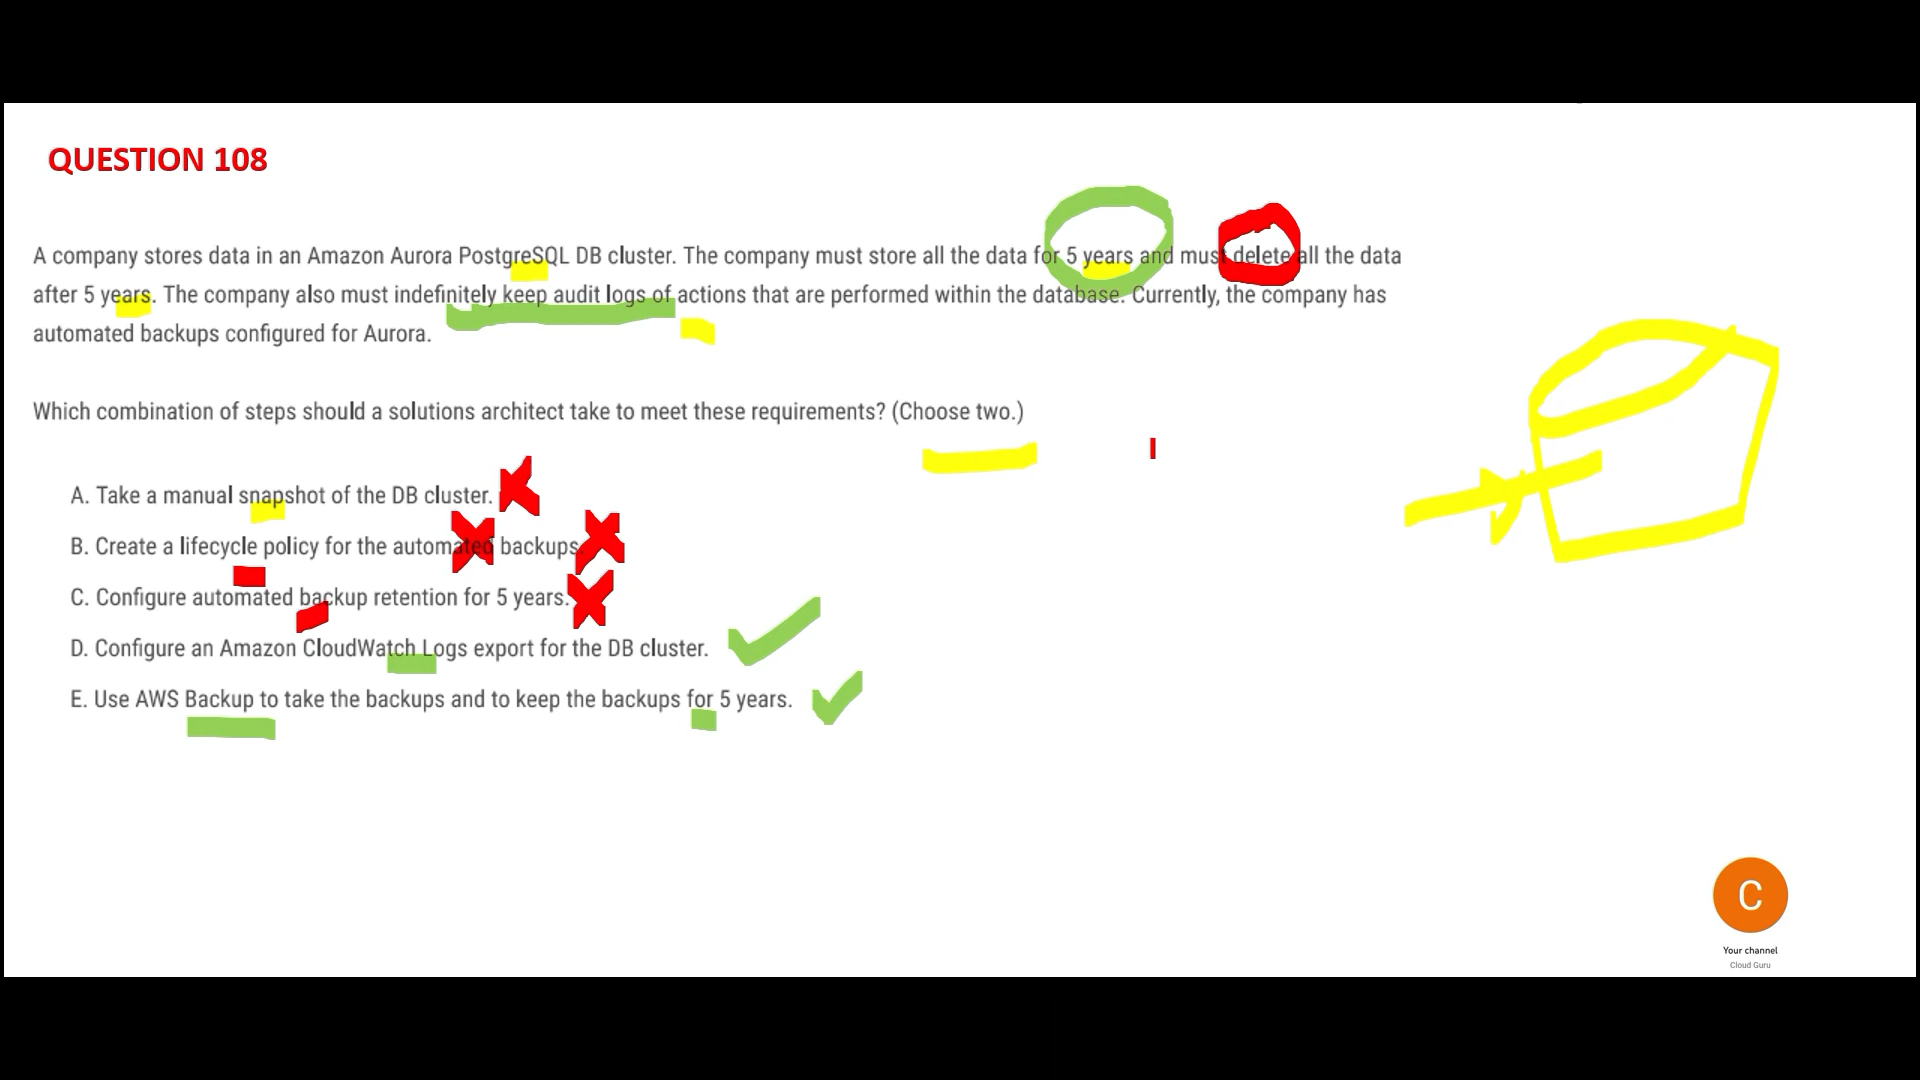 QUESTION 108
A company stores data in an Amazon Aurora PostgreSQL DB cluster. The company must store all the data for 5 years and must delete all the data
after 5 years. The company also must indefinitely keep audit logs of actions that are performed within the database. Currently, the company has
automated backups configured for Aurora.
Which combination of steps should a solutions architect take to meet these requirements? (Choose two.)
A. Take a manual snapshot of the DB cluster.
B. Create a lifecycle policy for the automated backups.
C. Configure automated backup retention for 5 years.
D. Configure an Amazon CloudWatch Logs export for the DB cluster.
E. Use AWS Backup to take the backups and to keep the backups for 5 years.
C
Your channel
Cloud Guru